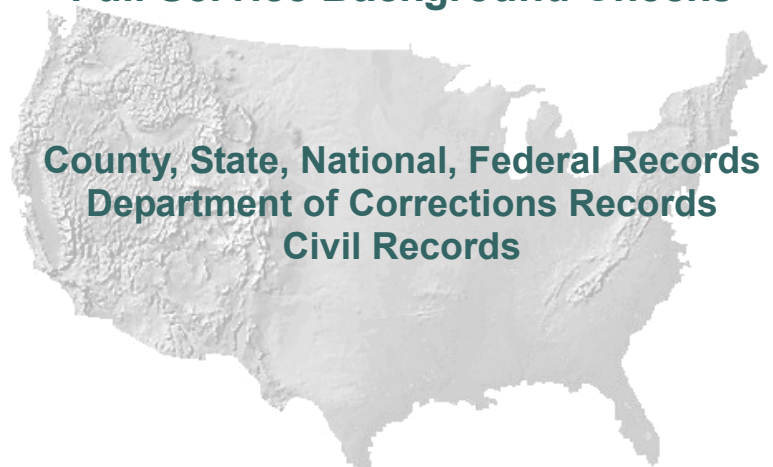 County, State, National, Federal Records
Department of Corrections Records
Civil Records